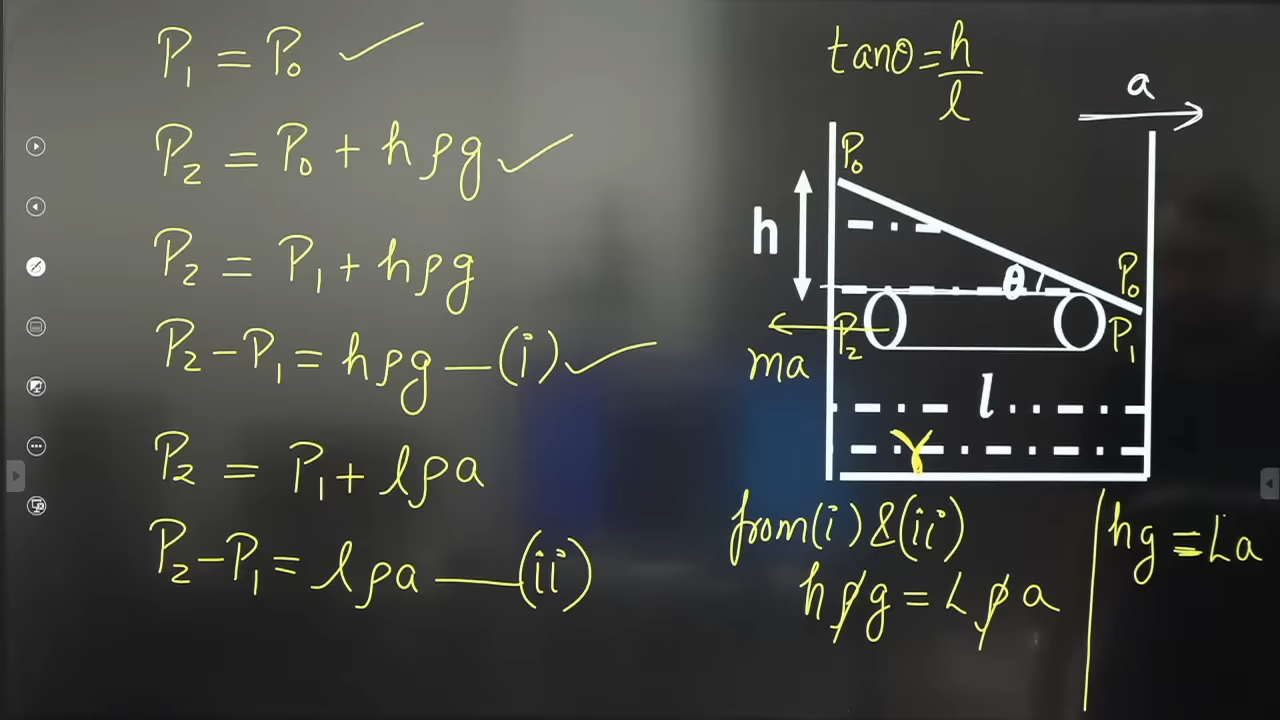 P₁ = P₀ ✓
P₂ = P₀ + hρg ✓
P₂ = P₁ + hρg
P₂ – P₁ = hρg — (i) ✓
P₂ = P₁ + lρa
P₂ – P₁ = lρa — (ii)
tanθ = h/l
a
P₀
h
θ
P₀
P₂
P₁
ma
l
γ
from (i) & (ii)
hρg = Lρa
hg = La